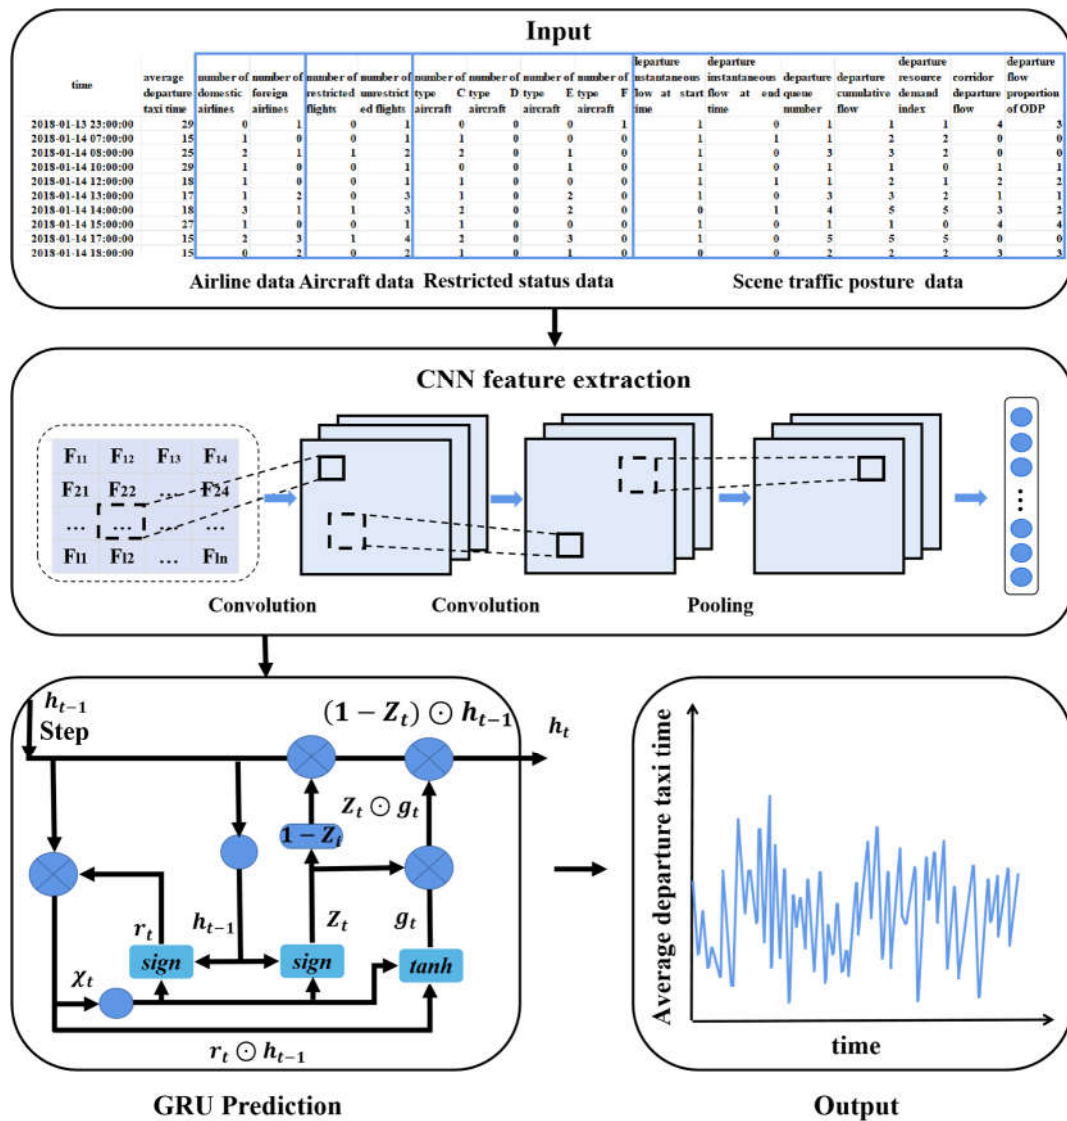 Input
time
average
departure
taxi time
number of
domestic
airlines
number of
foreign
airlines
number of
restricted
flights
number of
unrestrict
ed flights
number of
type C
aircraft
number of
type D
aircraft
number of
type E
aircraft
number of
type F
aircraft
departure
instantaneous
flow at start
time
departure
instantaneous
flow at end
time
departure
queue
number
departure
cumulative
flow
departure
resource
demand
index
corridor
departure
flow
departure
flow
proportion
of ODP
2018-01-13 23:00:00 29 0 1 0 1 0 0 0 1 1 0 1 1 1 4 3
2018-01-14 07:00:00 15 1 0 0 1 1 0 0 0 1 1 1 2 2 0 0
2018-01-14 08:00:00 25 2 1 1 2 2 0 1 0 1 0 3 3 2 0 0
2018-01-14 10:00:00 29 1 0 0 1 0 0 1 0 1 0 1 1 0 1 1
2018-01-14 12:00:00 18 1 0 0 1 1 0 0 0 1 1 1 2 1 2 2
2018-01-14 13:00:00 17 1 2 0 3 1 0 2 0 1 0 3 3 2 1 1
2018-01-14 14:00:00 18 3 1 1 3 2 0 2 0 0 1 4 5 5 3 2
2018-01-14 15:00:00 27 1 0 0 1 1 0 0 0 1 0 1 1 0 4 4
2018-01-14 17:00:00 15 2 3 1 4 2 0 3 0 1 0 5 5 5 0 0
2018-01-14 18:00:00 15 0 2 0 2 1 0 1 0 1 0 2 2 2 3 3
Airline data Aircraft data Restricted status data Scene traffic posture data
CNN feature extraction
F11 F12 F13 F14
F21 F22 ... F24
... ... ... ...
Fl1 Fl2 ... Fln
Convolution Convolution Pooling
h_{t−1}
Step
(1 − Z_t) ⊙ h_{t−1}
h_t
Z_t ⊙ g_t
1 − Z_t
r_t h_{t−1} Z_t g_t
sign sign tanh
χ_t
r_t ⊙ h_{t−1}
GRU Prediction
Average departure taxi time
time
Output